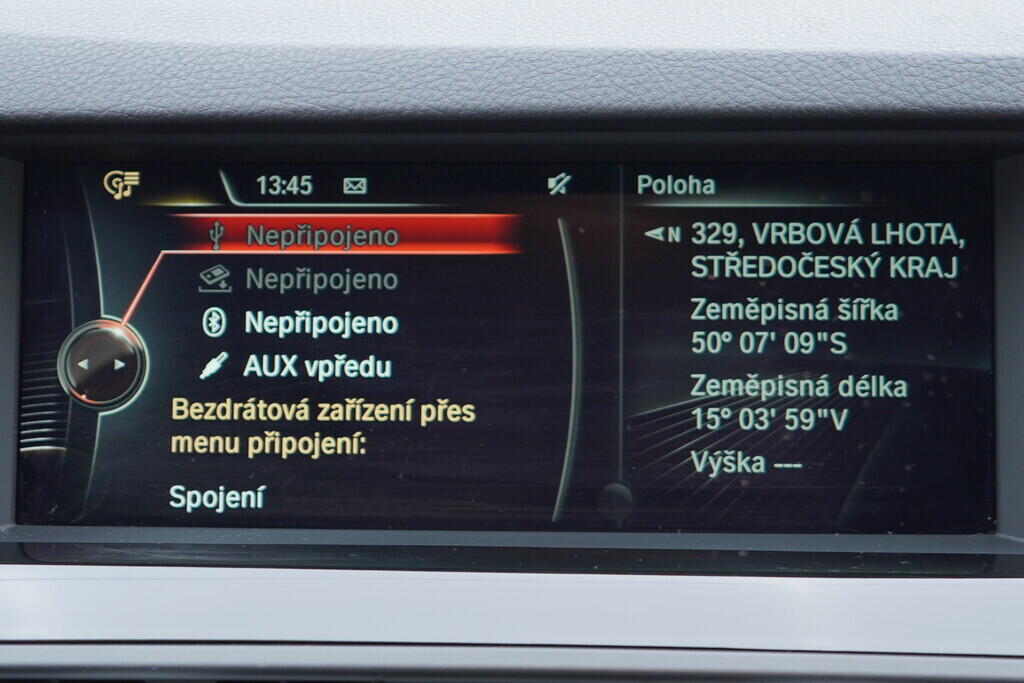 13:45
Nepřipojeno
Nepřipojeno
Nepřipojeno
AUX vpředu
Bezdrátová zařízení přes
menu připojení:
Spojení
Poloha
N 329, VRBOVÁ LHOTA,
STŘEDOČESKÝ KRAJ
Zeměpisná šířka
50° 07' 09"S
Zeměpisná délka
15° 03' 59"V
Výška ---